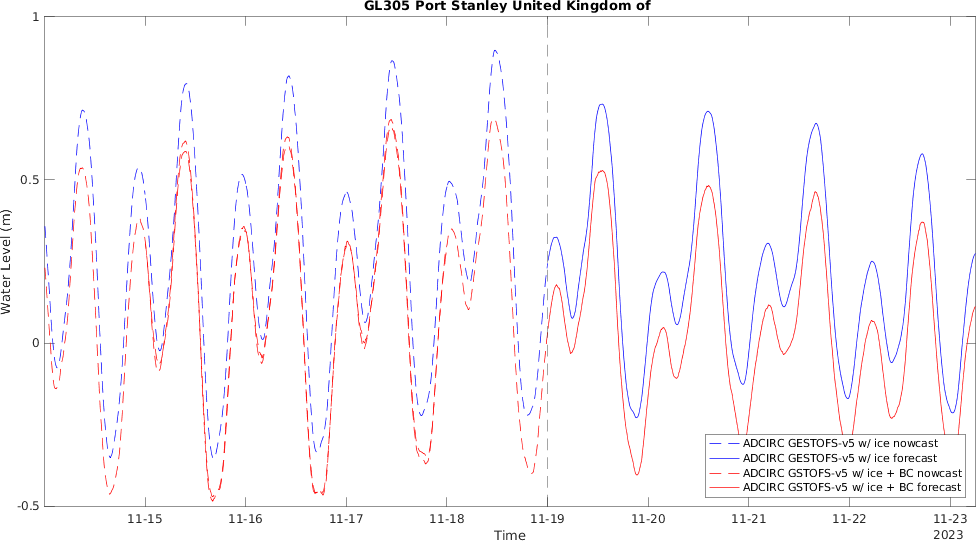 GL305 Port Stanley United Kingdom of
1
0.5
0
-0.5
Water Level (m)
11-15 11-16 11-17 11-18 11-19 11-20 11-21 11-22 11-23
Time
2023
ADCIRC GESTOFS-v5 w/ ice nowcast
ADCIRC GESTOFS-v5 w/ ice forecast
ADCIRC GSTOFS-v5 w/ ice + BC nowcast
ADCIRC GSTOFS-v5 w/ ice + BC forecast